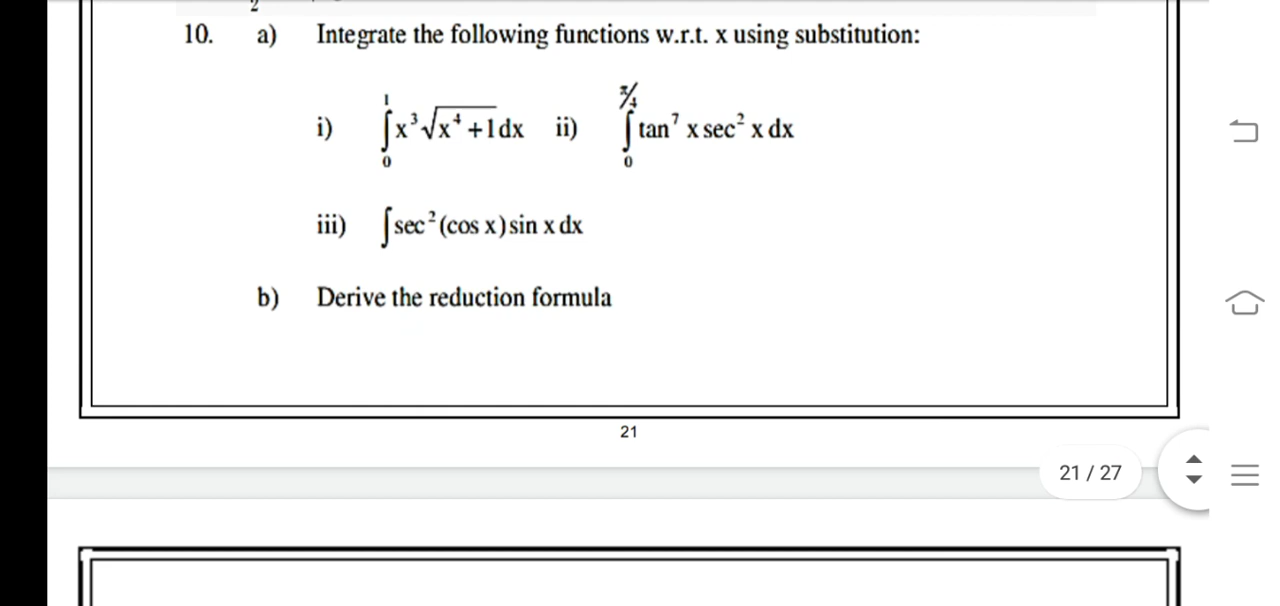 10. a) Integrate the following functions w.r.t. x using substitution:
i) ∫₀¹ x³√(x⁴ + 1) dx ii) ∫₀^(π/4) tan⁷ x sec² x dx
iii) ∫ sec² (cos x) sin x dx
b) Derive the reduction formula
21
21 / 27